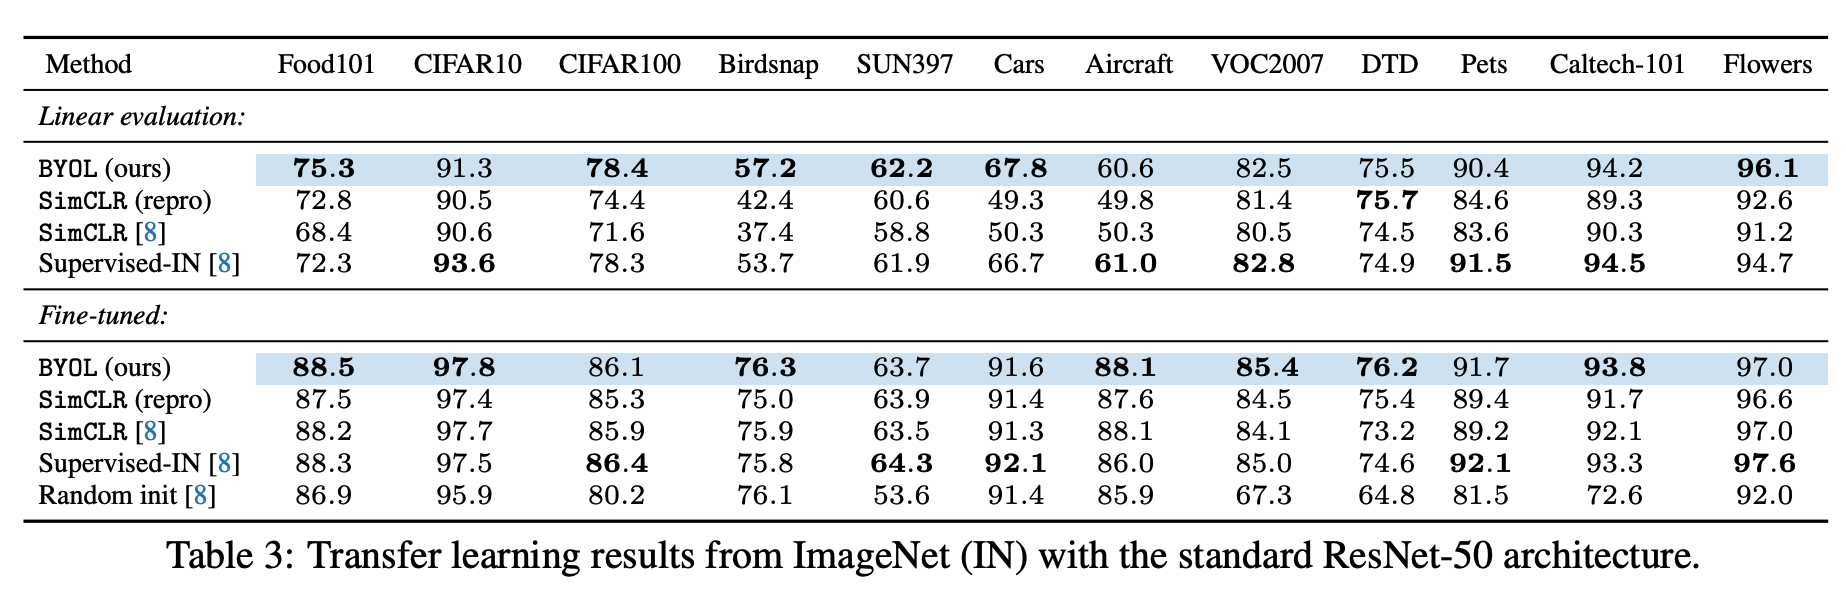 Method Food101 CIFAR10 CIFAR100 Birdsnap SUN397 Cars Aircraft VOC2007 DTD Pets Caltech-101 Flowers
Linear evaluation:
BYOL (ours) 75.3 91.3 78.4 57.2 62.2 67.8 60.6 82.5 75.5 90.4 94.2 96.1
SimCLR (repro) 72.8 90.5 74.4 42.4 60.6 49.3 49.8 81.4 75.7 84.6 89.3 92.6
SimCLR [8] 68.4 90.6 71.6 37.4 58.8 50.3 50.3 80.5 74.5 83.6 90.3 91.2
Supervised-IN [8] 72.3 93.6 78.3 53.7 61.9 66.7 61.0 82.8 74.9 91.5 94.5 94.7
Fine-tuned:
BYOL (ours) 88.5 97.8 86.1 76.3 63.7 91.6 88.1 85.4 76.2 91.7 93.8 97.0
SimCLR (repro) 87.5 97.4 85.3 75.0 63.9 91.4 87.6 84.5 75.4 89.4 91.7 96.6
SimCLR [8] 88.2 97.7 85.9 75.9 63.5 91.3 88.1 84.1 73.2 89.2 92.1 97.0
Supervised-IN [8] 88.3 97.5 86.4 75.8 64.3 92.1 86.0 85.0 74.6 92.1 93.3 97.6
Random init [8] 86.9 95.9 80.2 76.1 53.6 91.4 85.9 67.3 64.8 81.5 72.6 92.0
Table 3: Transfer learning results from ImageNet (IN) with the standard ResNet-50 architecture.